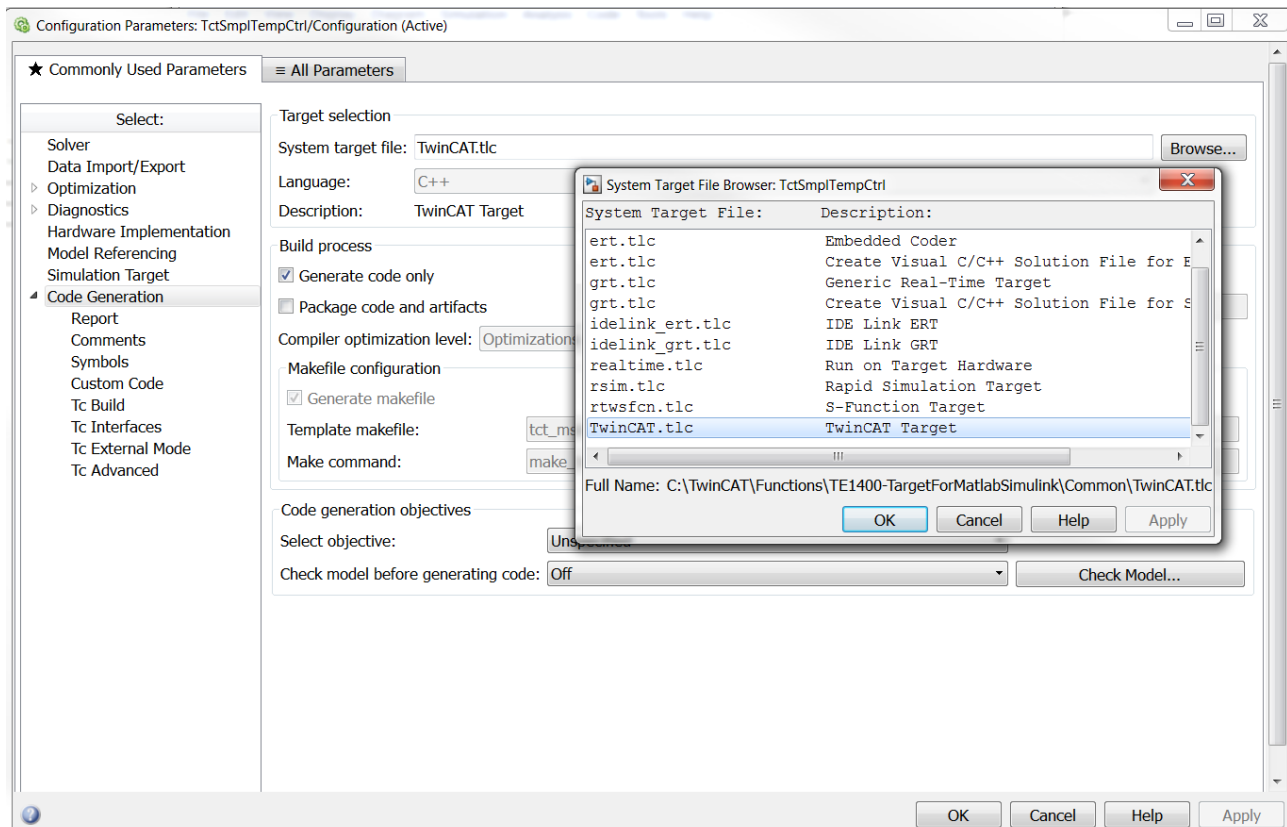 Configuration Parameters: TctSmplTempCtrl/Configuration (Active)
★ Commonly Used Parameters
≡ All Parameters
Select:
Solver
Data Import/Export
Optimization
Diagnostics
Hardware Implementation
Model Referencing
Simulation Target
Code Generation
Report
Comments
Symbols
Custom Code
Tc Build
Tc Interfaces
Tc External Mode
Tc Advanced
Target selection
System target file: TwinCAT.tlc Browse...
Language: C++
Description: TwinCAT Target
Build process
Generate code only
Package code and artifacts
Compiler optimization level: Optimizations
Makefile configuration
Generate makefile
Template makefile: tct_ms
Make command: make_
Code generation objectives
Select objective: Unspecified
Check model before generating code: Off Check Model...
System Target File Browser: TctSmplTempCtrl
System Target File: Description:
ert.tlc Embedded Coder
ert.tlc Create Visual C/C++ Solution File for E
grt.tlc Generic Real-Time Target
grt.tlc Create Visual C/C++ Solution File for S
idelink_ert.tlc IDE Link ERT
idelink_grt.tlc IDE Link GRT
realtime.tlc Run on Target Hardware
rsim.tlc Rapid Simulation Target
rtwsfcn.tlc S-Function Target
TwinCAT.tlc TwinCAT Target
Full Name: C:\TwinCAT\Functions\TE1400-TargetForMatlabSimulink\Common\TwinCAT.tlc
OK Cancel Help Apply
OK Cancel Help Apply